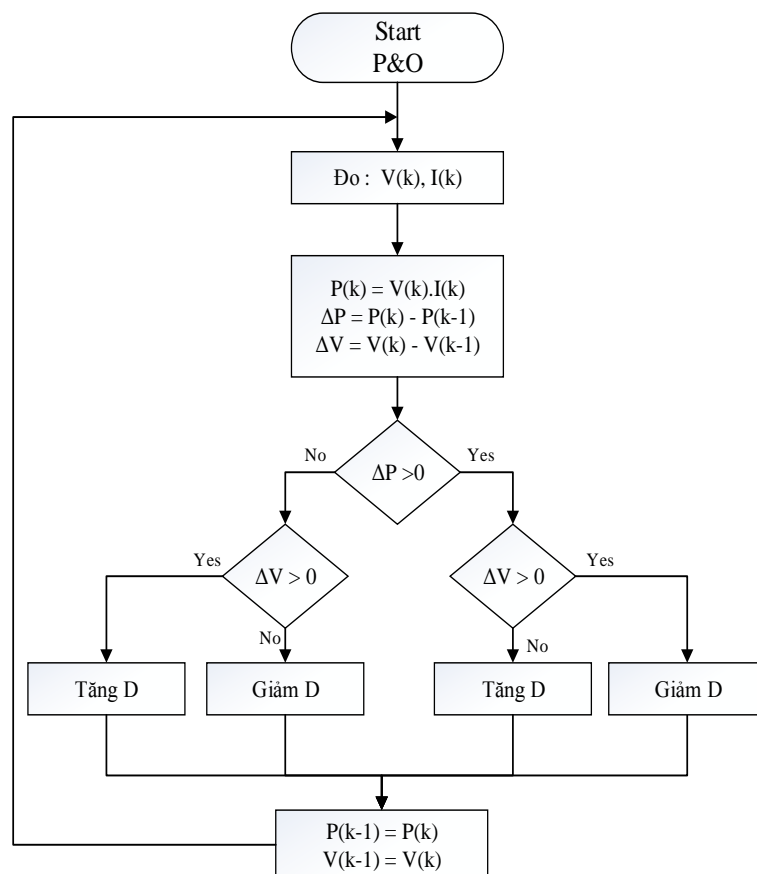 Start
P&O
Đo : V(k), I(k)
P(k) = V(k).I(k)
ΔP = P(k) - P(k-1)
ΔV = V(k) - V(k-1)
No
ΔP >0
Yes
Yes
ΔV > 0
ΔV > 0
Yes
No
No
Tăng D
Giảm D
Tăng D
Giảm D
P(k-1) = P(k)
V(k-1) = V(k)